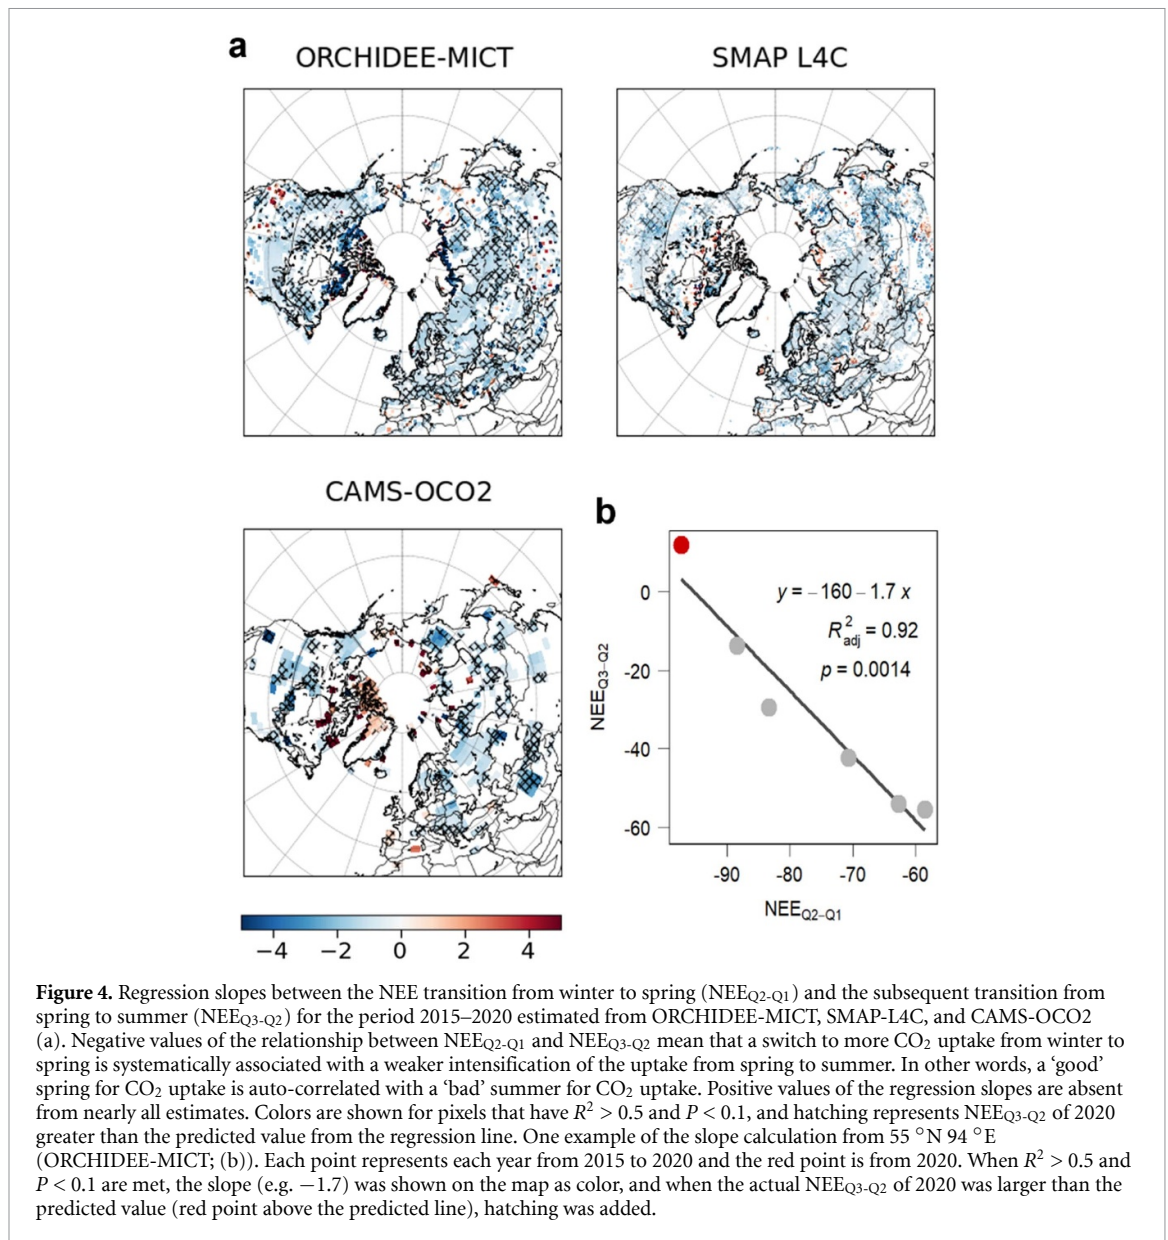 a
ORCHIDEE-MICT
SMAP L4C
CAMS-OCO2
−4 −2 0 2 4
b
y = −160 − 1.7 x
R²adj = 0.92
p = 0.0014
0
-20
-40
-60
NEEQ3−Q2
-90 -80 -70 -60
NEEQ2−Q1
Figure 4. Regression slopes between the NEE transition from winter to spring (NEEQ2-Q1) and the subsequent transition from
spring to summer (NEEQ3-Q2) for the period 2015–2020 estimated from ORCHIDEE-MICT, SMAP-L4C, and CAMS-OCO2
(a). Negative values of the relationship between NEEQ2-Q1 and NEEQ3-Q2 mean that a switch to more CO2 uptake from winter to
spring is systematically associated with a weaker intensification of the uptake from spring to summer. In other words, a ‘good’
spring for CO2 uptake is auto-correlated with a ‘bad’ summer for CO2 uptake. Positive values of the regression slopes are absent
from nearly all estimates. Colors are shown for pixels that have R² > 0.5 and P < 0.1, and hatching represents NEEQ3-Q2 of 2020
greater than the predicted value from the regression line. One example of the slope calculation from 55 °N 94 °E
(ORCHIDEE-MICT; (b)). Each point represents each year from 2015 to 2020 and the red point is from 2020. When R² > 0.5 and
P < 0.1 are met, the slope (e.g. −1.7) was shown on the map as color, and when the actual NEEQ3-Q2 of 2020 was larger than the
predicted value (red point above the predicted line), hatching was added.